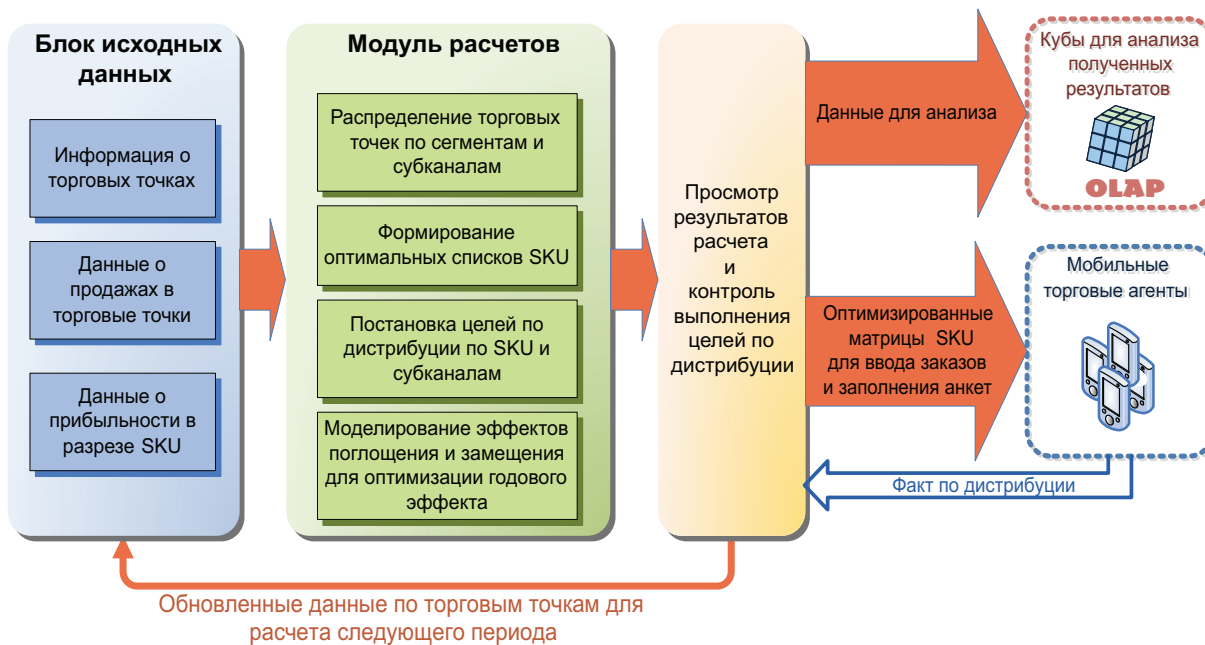 Блок исходных
данных
Информация о
торговых точках
Данные о
продажах в
торговые точки
Данные о
прибыльности в
разрезе SKU
Модуль расчетов
Распределение торговых
точек по сегментам и
субканалам
Формирование
оптимальных списков SKU
Постановка целей по
дистрибуции по SKU и
субканалам
Моделирование эффектов
поглощения и замещения
для оптимизации годового
эффекта
Просмотр
результатов
расчета
и
контроль
выполнения
целей по
дистрибуции
Данные для анализа
Оптимизированные
матрицы SKU
для ввода заказов
и заполнения анкет
Кубы для анализа
полученных
результатов
OLAP
Мобильные
торговые агенты
Факт по дистрибуции
Обновленные данные по торговым точкам для
расчета следующего периода